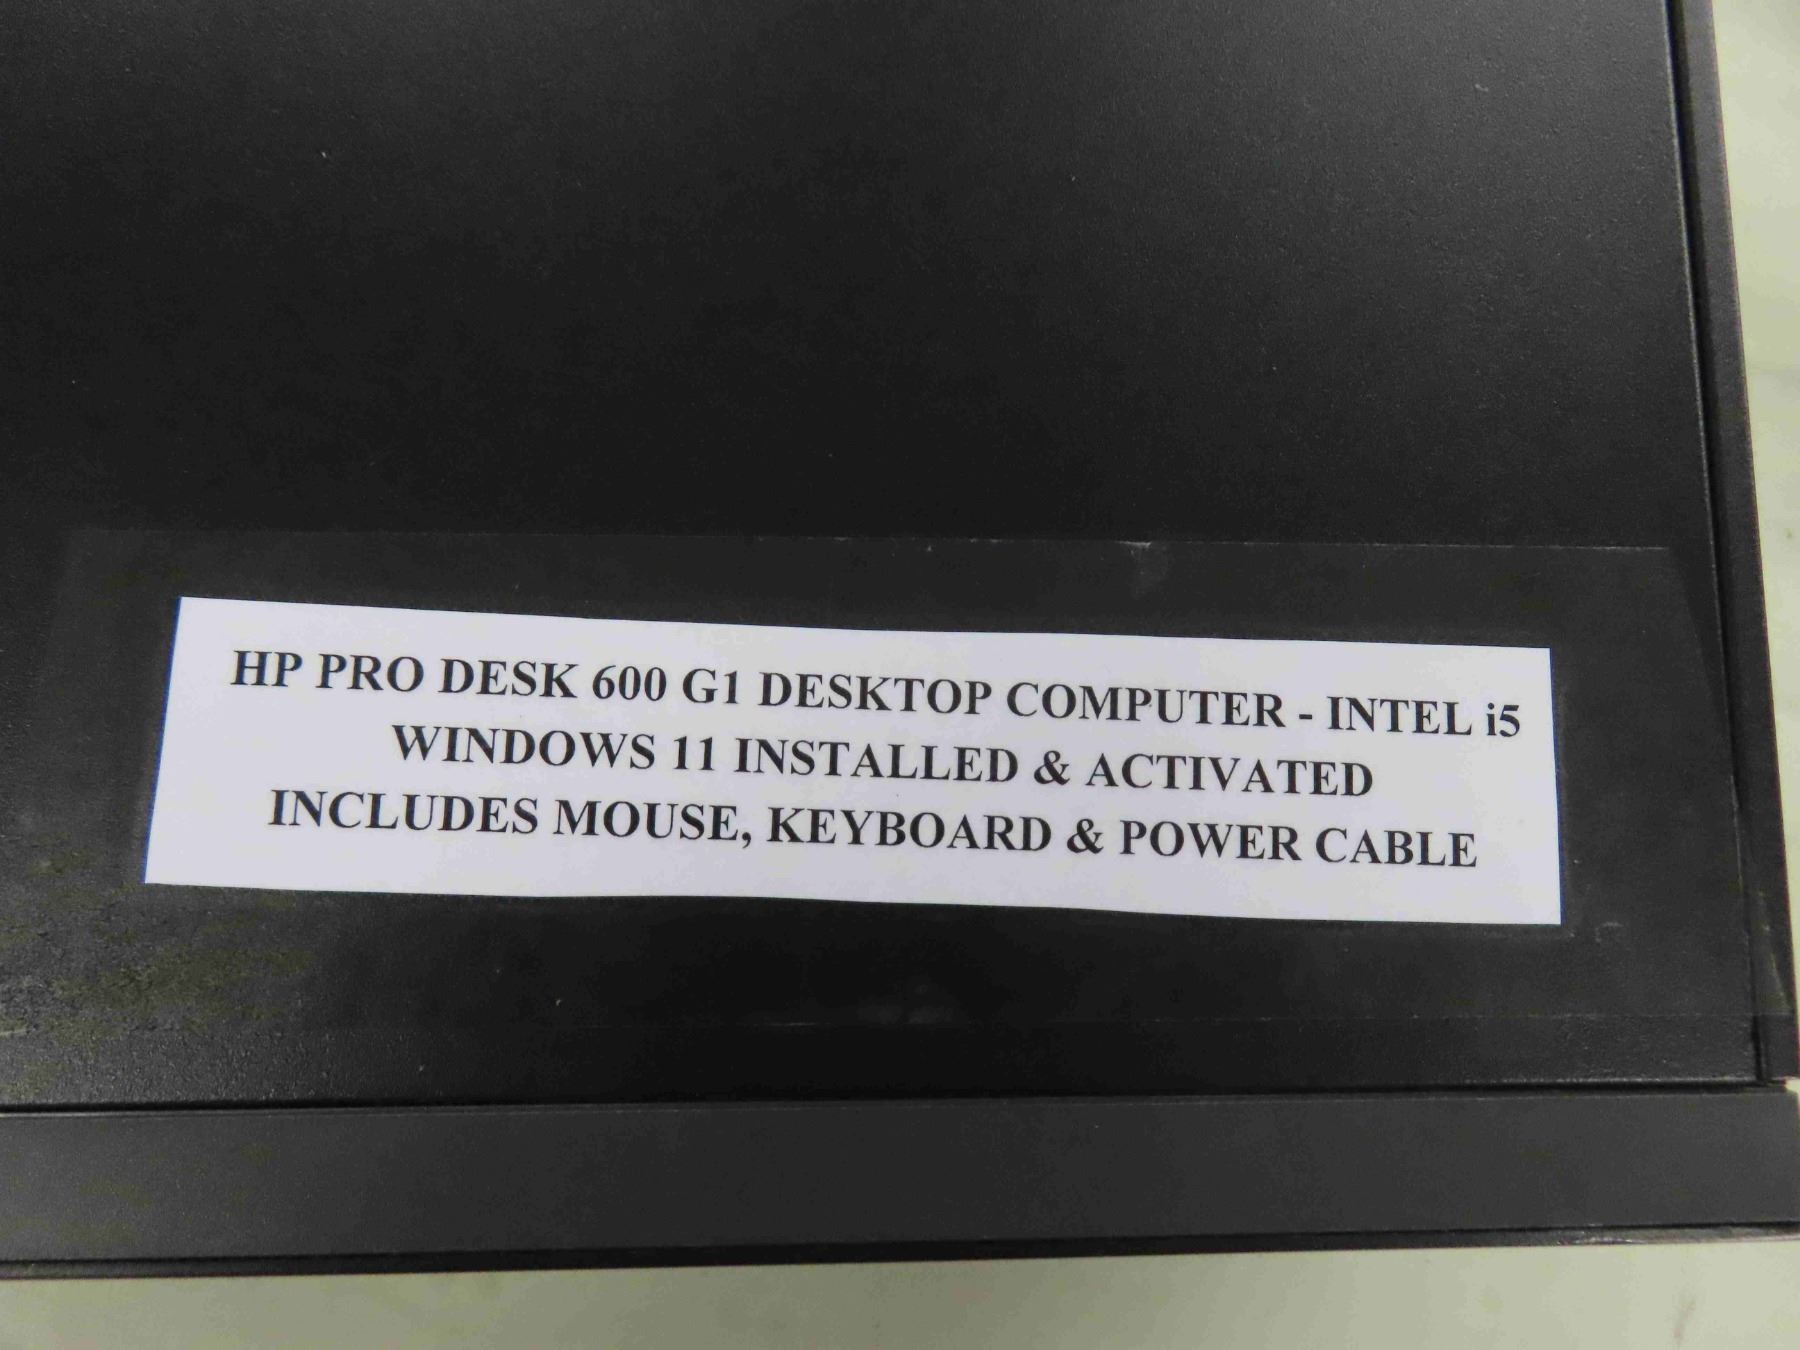 HP PRO DESK 600 G1 DESKTOP COMPUTER - INTEL i5
WINDOWS 11 INSTALLED & ACTIVATED
INCLUDES MOUSE, KEYBOARD & POWER CABLE